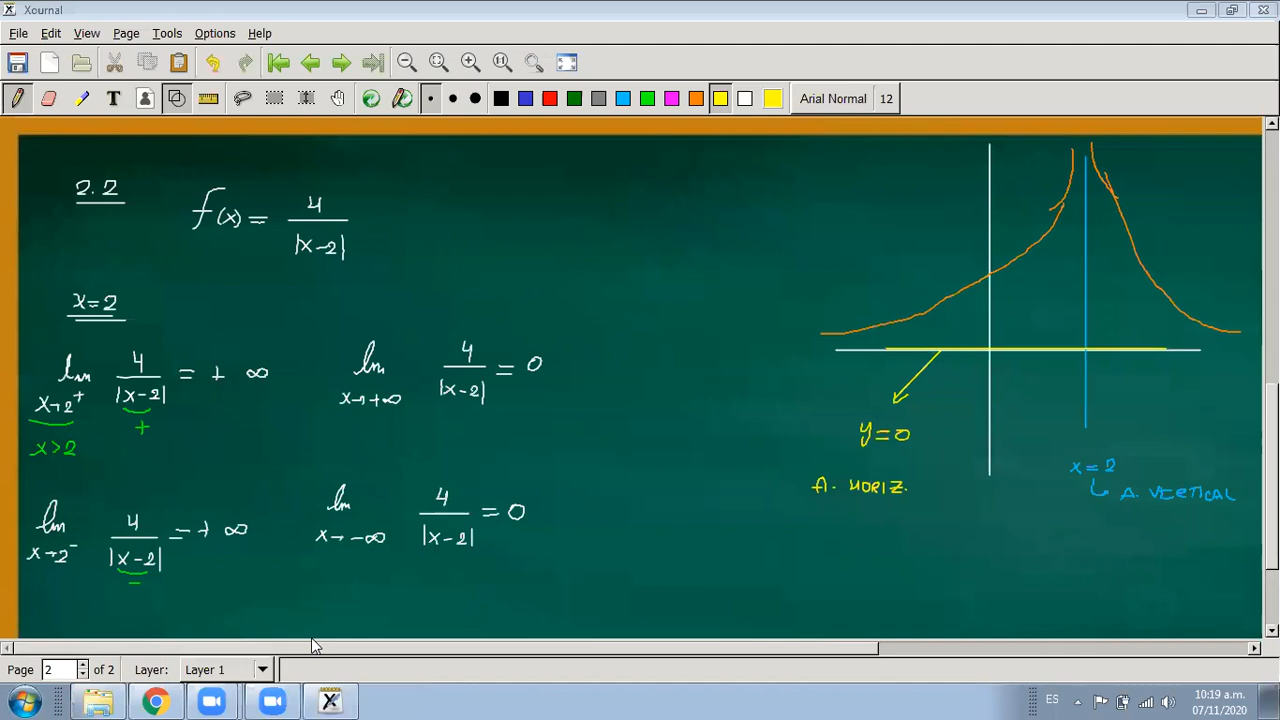 Xournal
File Edit View Page Tools Options Help
Arial Normal 12
2.2 f(x) = 4/|x-2|
x=2
lim x→2⁺ 4/|x-2| = + ∞
+
x>2
lim x→+∞ 4/|x-2| = 0
lim x→2⁻ 4/|x-2| = + ∞
−
lim x→-∞ 4/|x-2| = 0
y=0
A. HORIZ.
x=2
A. VERTICAL
Page 2 of 2 Layer: Layer 1
ES 10:19 a.m.
07/11/2020